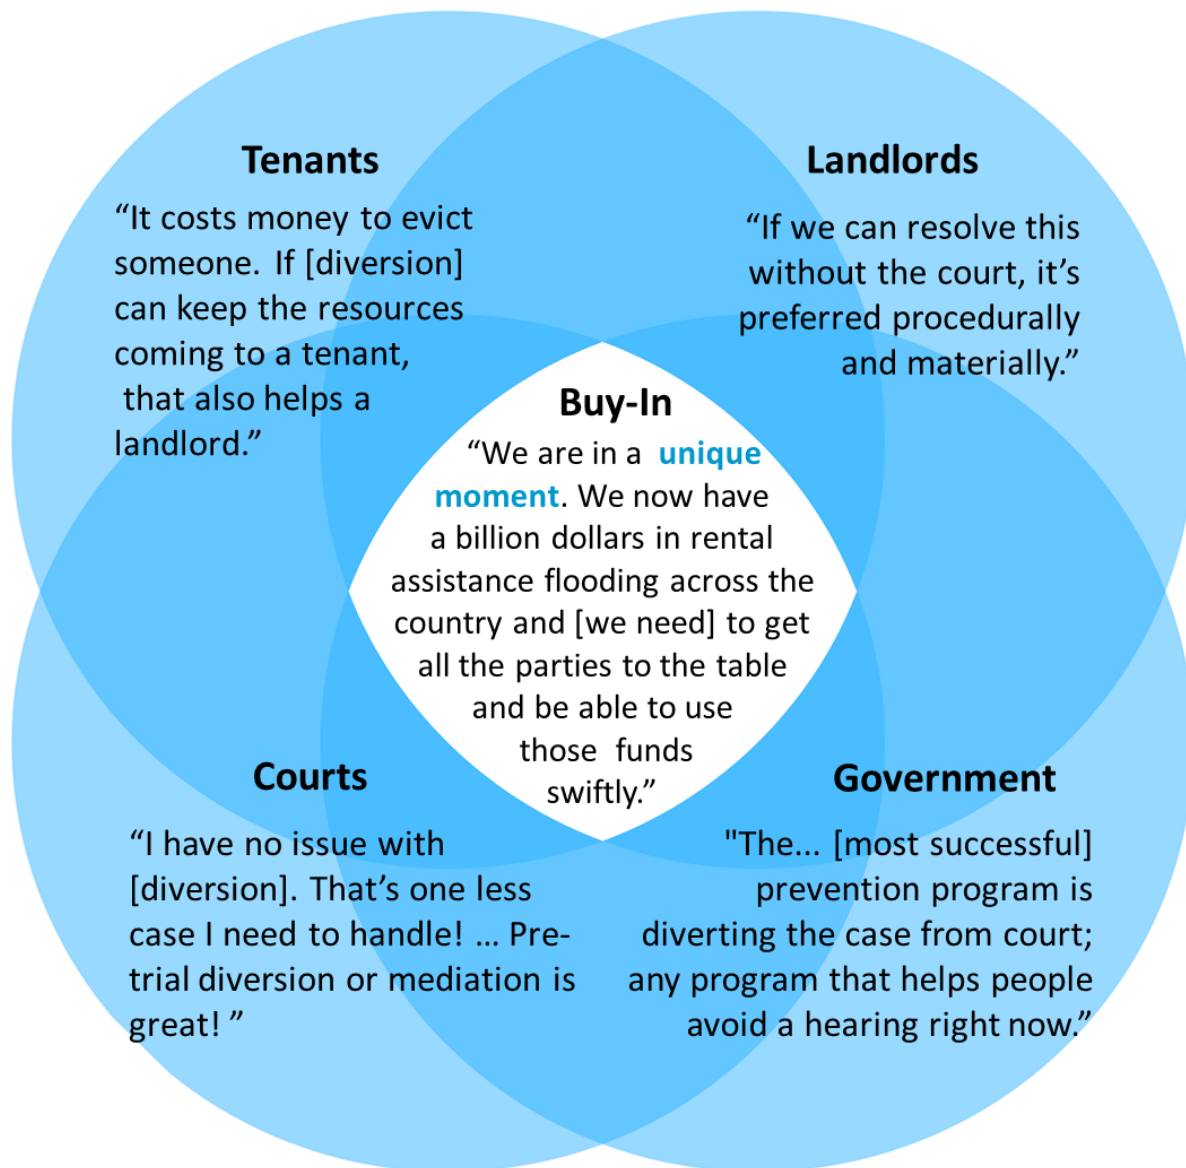 Tenants
“It costs money to evict
someone. If [diversion]
can keep the resources
coming to a tenant,
that also helps a
landlord.”
Landlords
“If we can resolve this
without the court, it’s
preferred procedurally
and materially.”
Buy-In
“We are in a unique
moment. We now have
a billion dollars in rental
assistance flooding across the
country and [we need] to get
all the parties to the table
and be able to use
those funds
swiftly.”
Courts
“I have no issue with
[diversion]. That’s one less
case I need to handle! ... Pre-
trial diversion or mediation is
great! ”
Government
"The... [most successful]
prevention program is
diverting the case from court;
any program that helps people
avoid a hearing right now.”